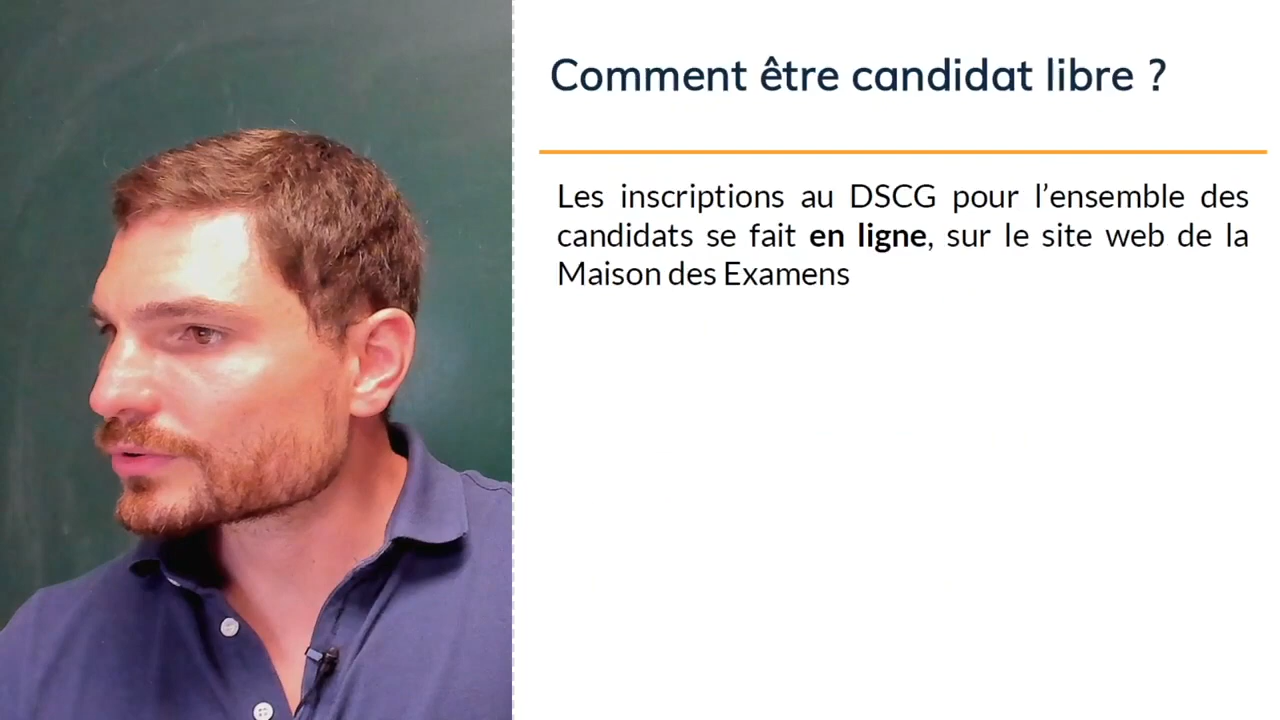 Comment être candidat libre ?
Les inscriptions au DSCG pour l’ensemble des
candidats se fait en ligne, sur le site web de la
Maison des Examens